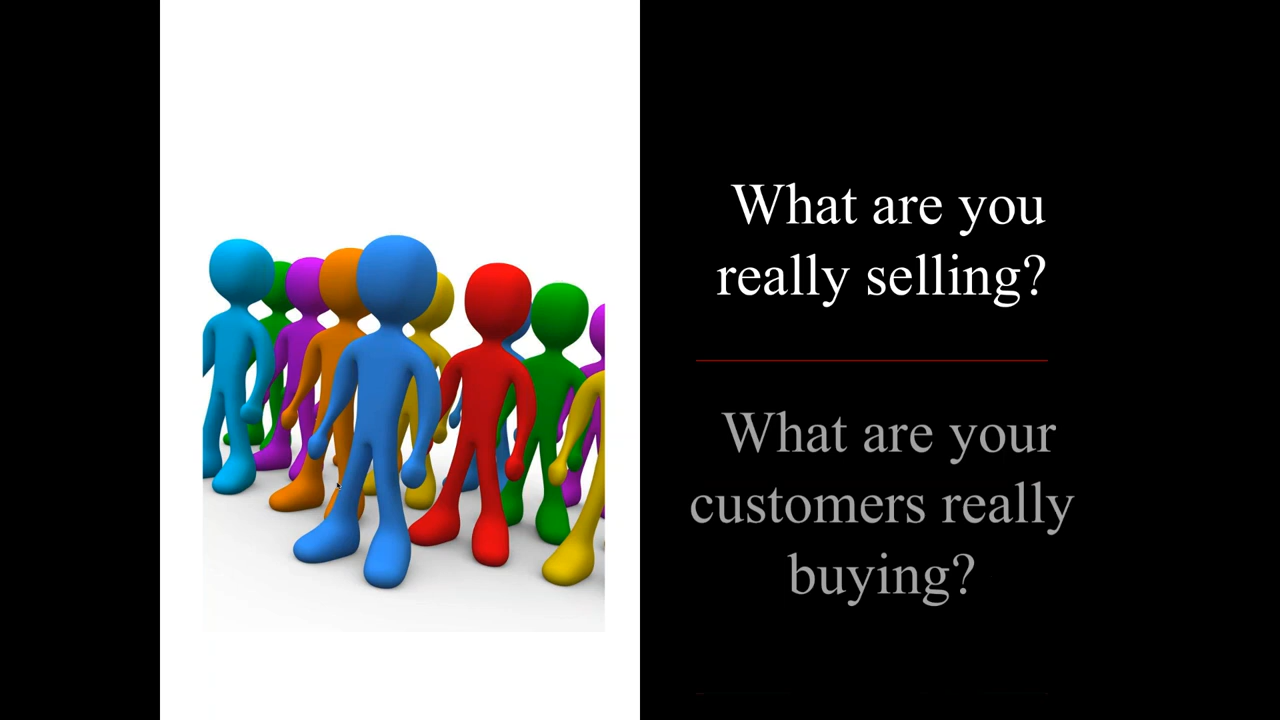 What are you
really selling?
What are your
customers really
buying?